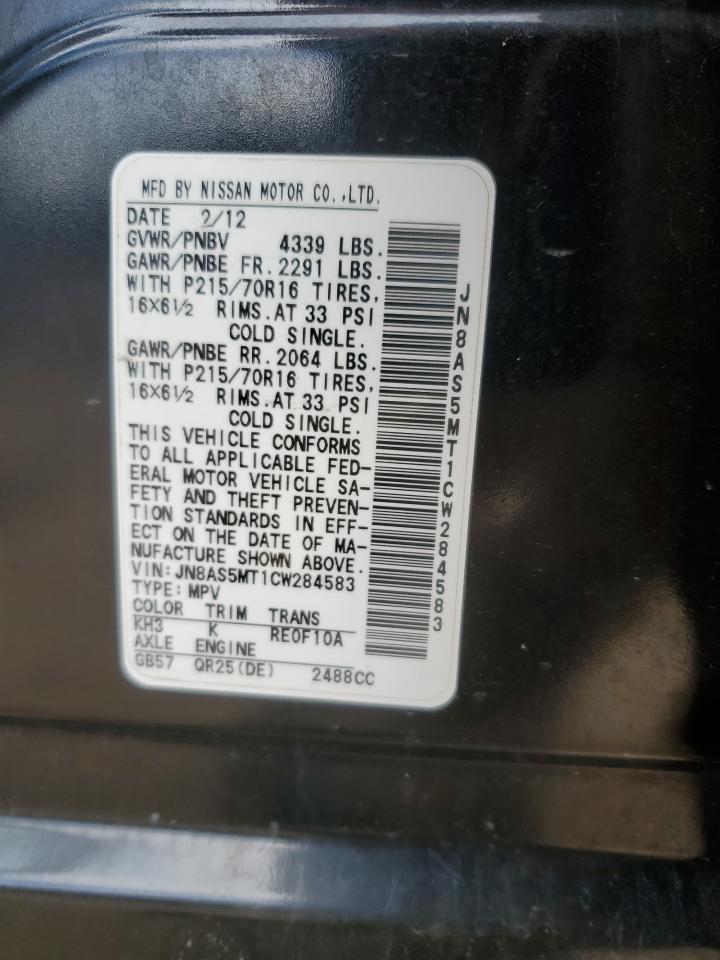 MFD BY NISSAN MOTOR CO.,LTD.
DATE 2/12
GVWR/PNBV 4339 LBS.
GAWR/PNBE FR. 2291 LBS.
WITH P215/70R16 TIRES,
16X6½ RIMS. AT 33 PSI
COLD SINGLE.
GAWR/PNBE RR. 2064 LBS.
WITH P215/70R16 TIRES,
16X6½ RIMS. AT 33 PSI
COLD SINGLE.
THIS VEHICLE CONFORMS
TO ALL APPLICABLE FED-
ERAL MOTOR VEHICLE SA-
FETY AND THEFT PREVEN-
TION STANDARDS IN EFF-
ECT ON THE DATE OF MA-
NUFACTURE SHOWN ABOVE.
VIN:JN8AS5MT1CW284583
TYPE:MPV
COLOR TRIM TRANS
KH3 K RE0F10A
AXLE ENGINE
GB57 QR25(DE) 2488CC
JN8AS5MT1CW284583